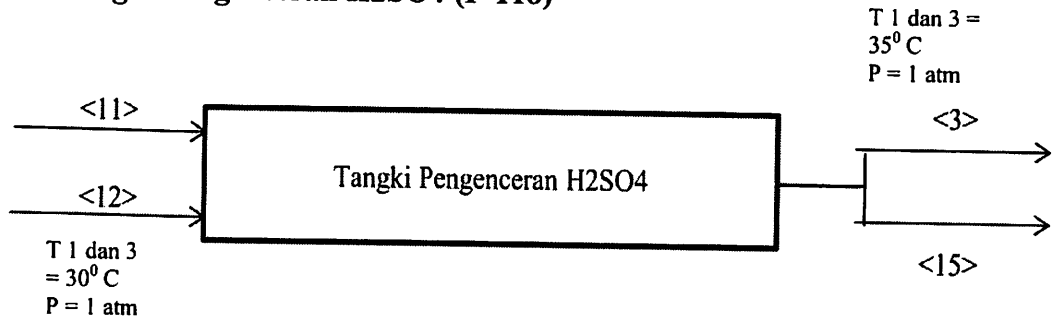 H2SO4
T 1 dan 3 =
35⁰ C
P = 1 atm
<11>
<3>
Tangki Pengenceran H2SO4
<12>
T 1 dan 3
= 30⁰ C
P = 1 atm
<15>